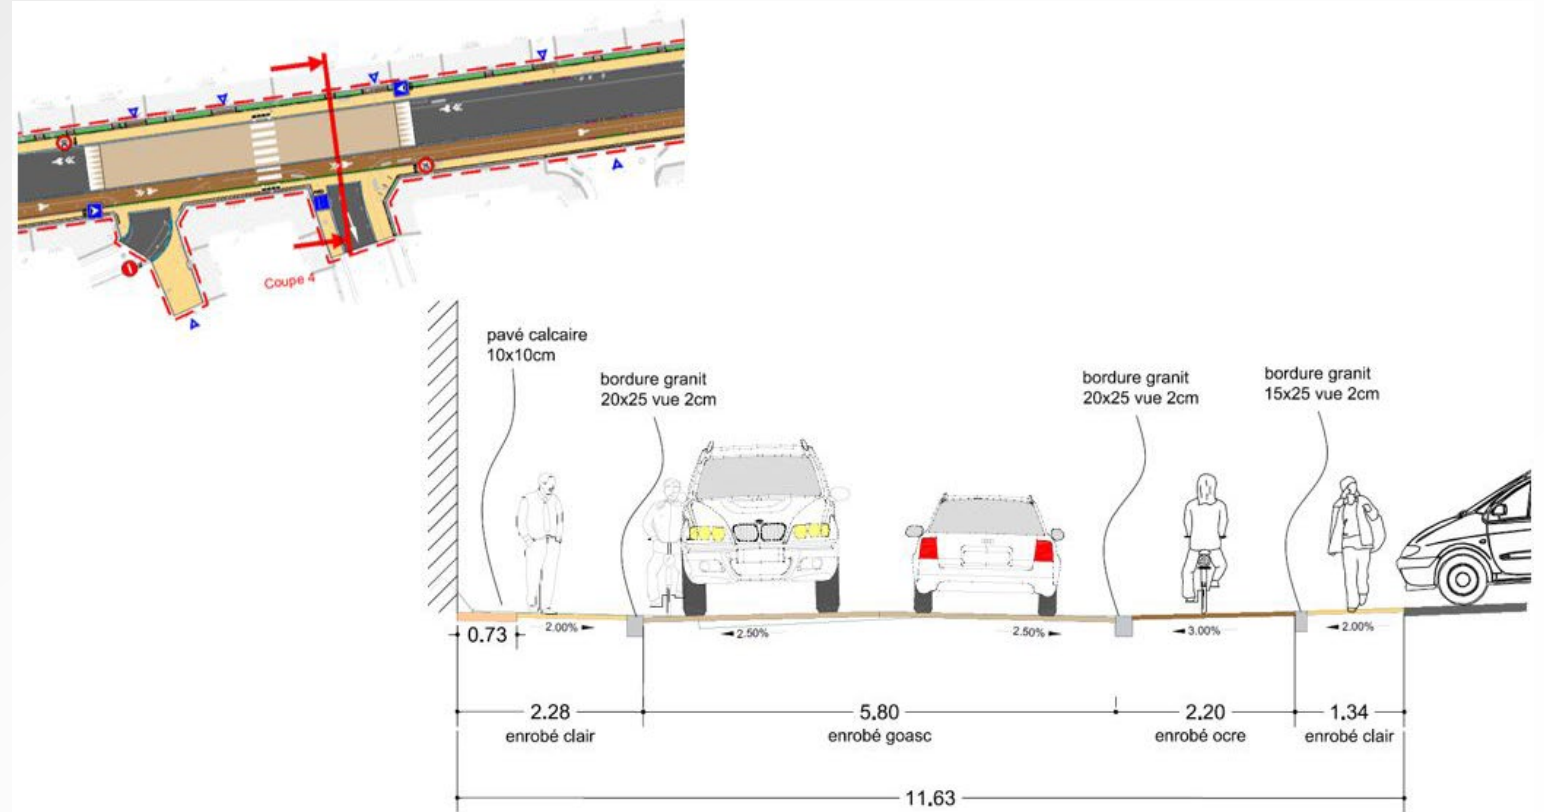 Coupe 4
pavé calcaire
10x10cm
bordure granit
20x25 vue 2cm
bordure granit
20x25 vue 2cm
bordure granit
15x25 vue 2cm
0.73
2.00%
2.50%
2.50%
3.00%
2.00%
2.28
5.80
2.20
1.34
enrobé clair
enrobé goasc
enrobé ocre
enrobé clair
11.63